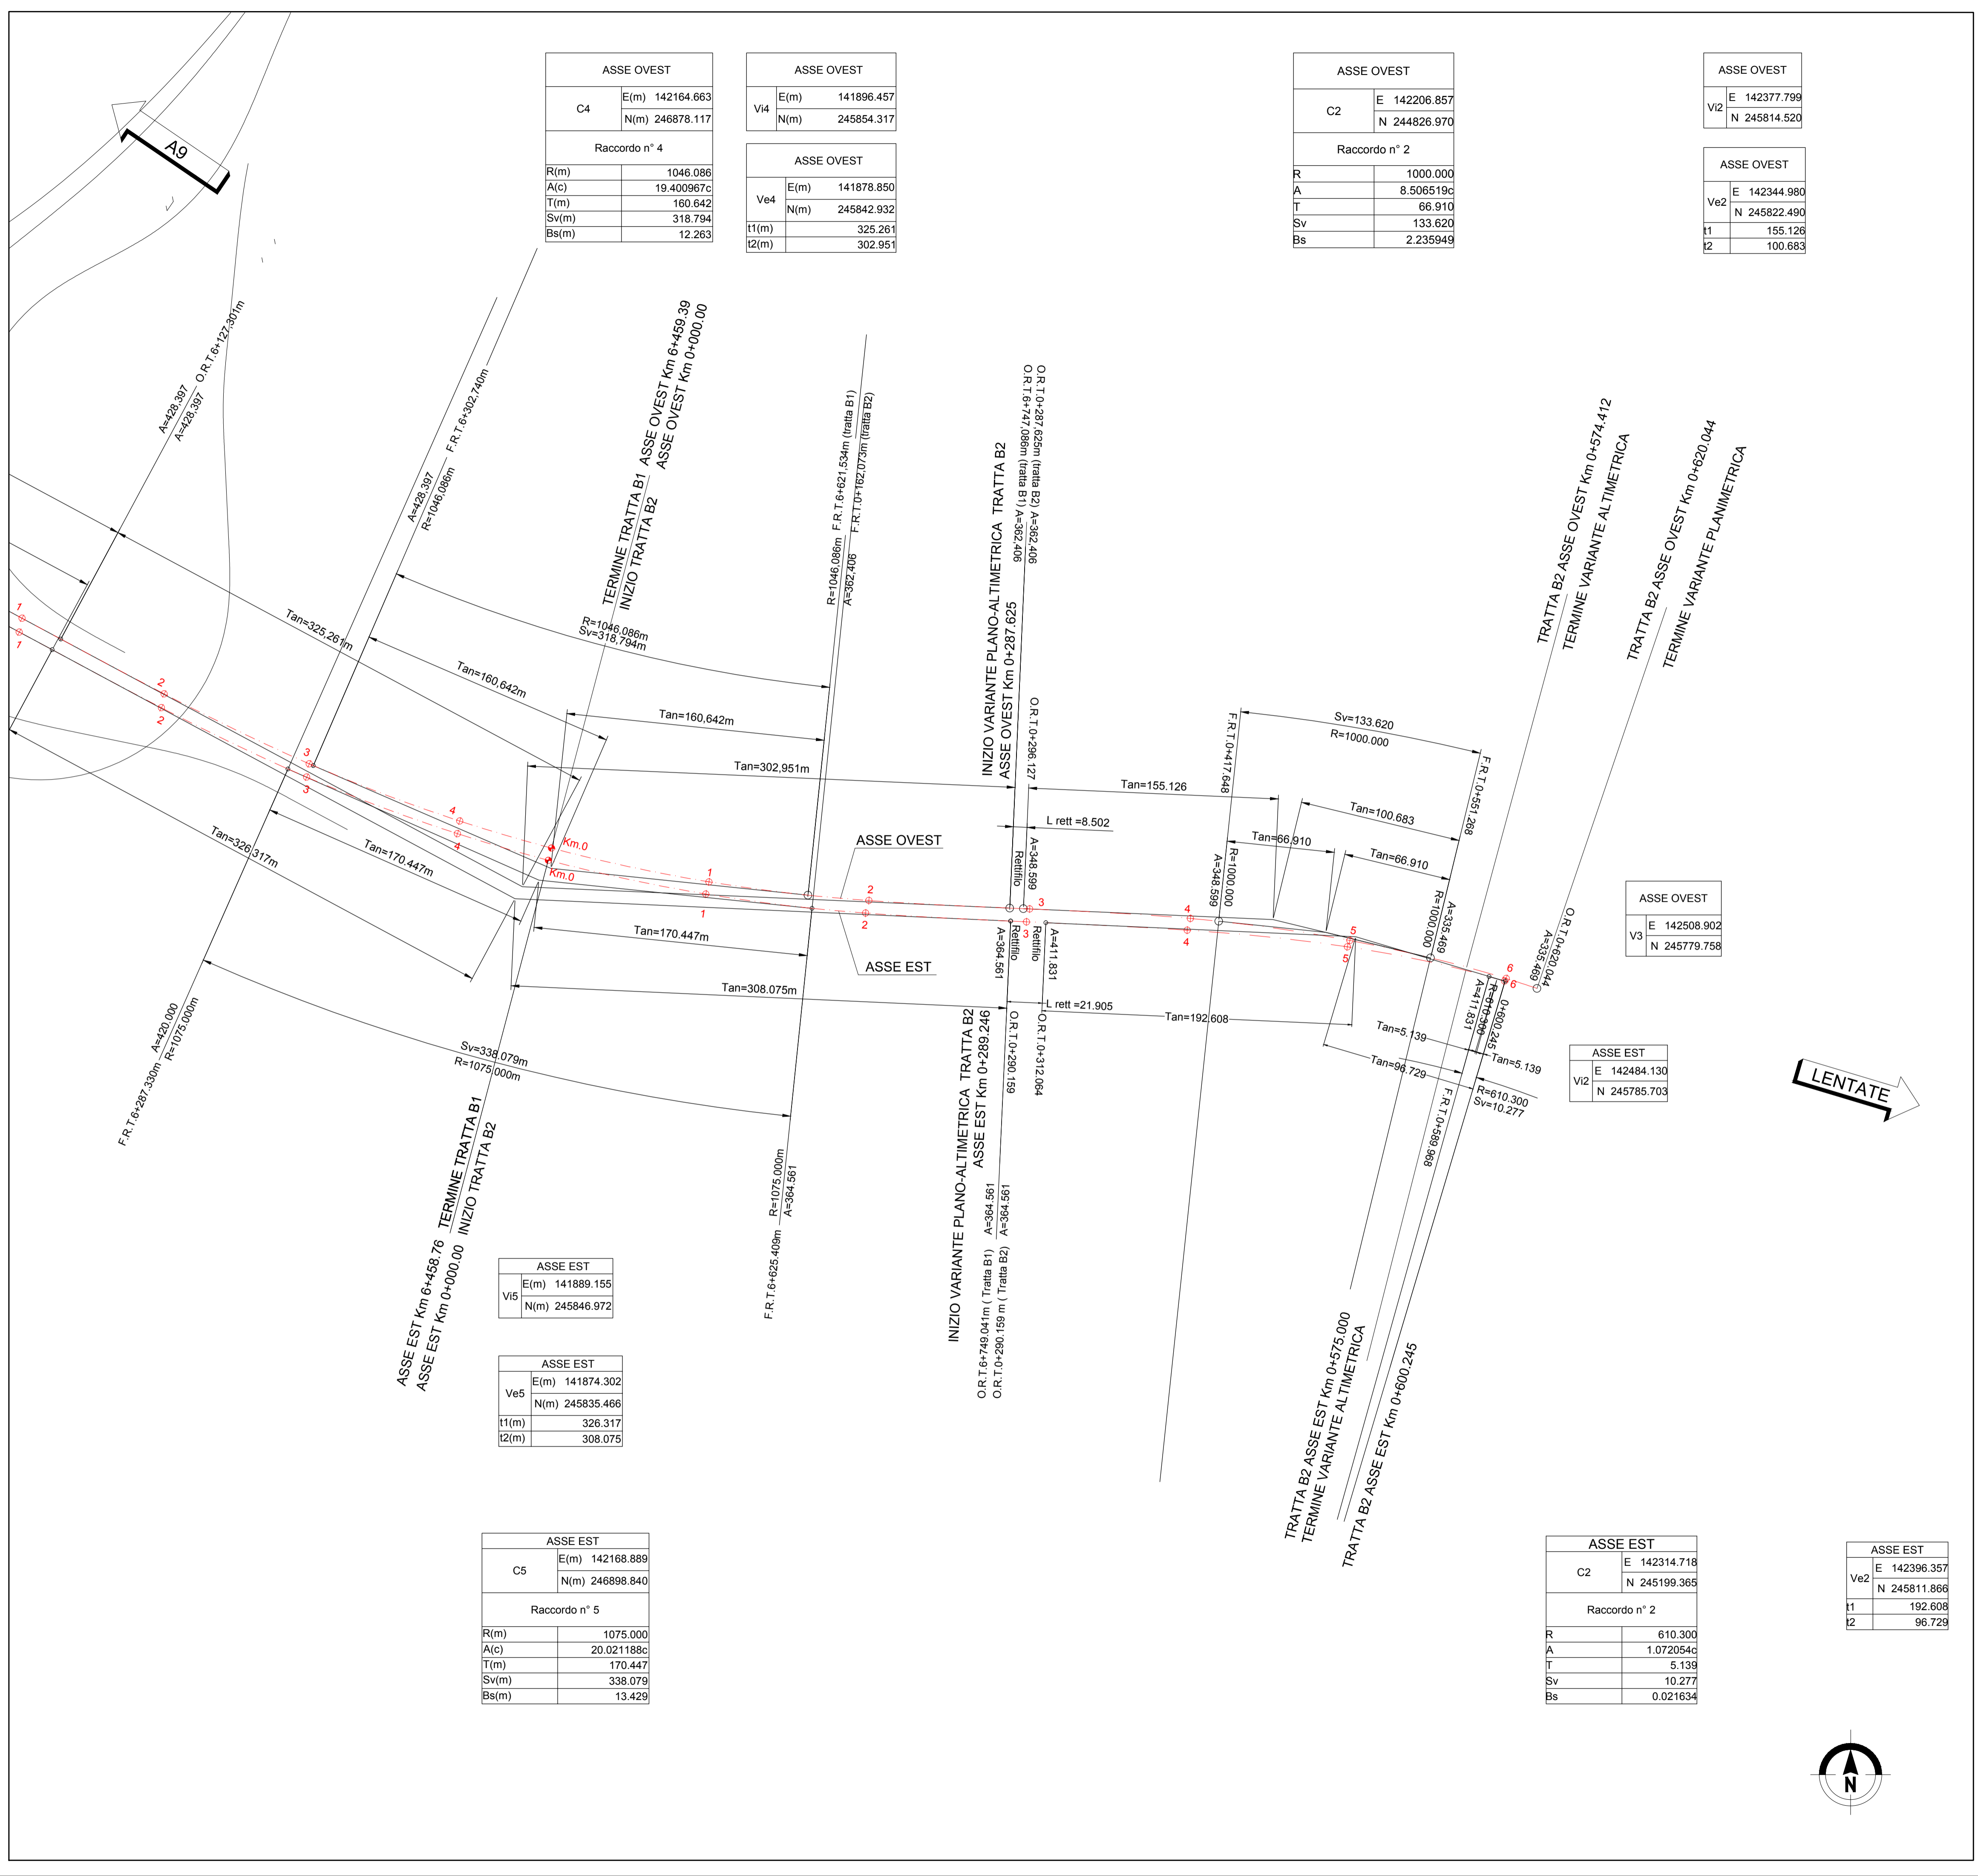 ASSE OVEST
C4
E(m) 142164.663
N(m) 246878.117
Raccordo n° 4
R(m) 1046.086
A(c) 19.400967c
T(m) 160.642
Sv(m) 318.794
Bs(m) 12.263
ASSE OVEST
Vi4
E(m) 141896.457
N(m) 245854.317
ASSE OVEST
Ve4
E(m) 141878.850
N(m) 245842.932
t1(m) 325.261
t2(m) 302.951
ASSE OVEST
C2
E 142206.857
N 244826.970
Raccordo n° 2
R 1000.000
A 8.506519c
T 66.910
Sv 133.620
Bs 2.235949
ASSE OVEST
Vi2
E 142377.799
N 245814.520
ASSE OVEST
Ve2
E 142344.980
N 245822.490
t1 155.126
t2 100.683
A9
A=428,397 O.R.T.6+127,301m
A=428,397
A=428,397 F.R.T.6+302,740m
R=1046,086m
TERMINE TRATTA B1 ASSE OVEST Km 6+459.39
INIZIO TRATTA B2 ASSE OVEST Km 0+000.00
R=1046,086m F.R.T.6+621,534m (tratta B1)
A=362,406 F.R.T.0+162,073m (tratta B2)
INIZIO VARIANTE PLANO-ALTIMETRICA TRATTA B2
ASSE OVEST Km 0+287.625
O.R.T.0+287,625m (tratta B2) A=362,406
O.R.T.6+747,086m (tratta B1) A=362,406
O.R.T.0+296.127
TRATTA B2 ASSE OVEST Km 0+574.412
TERMINE VARIANTE ALTIMETRICA
TRATTA B2 ASSE OVEST Km 0+620.044
TERMINE VARIANTE PLANIMETRICA
Tan=325,261m
R=1046,086m
Sv=318,794m
Tan=160,642m
Tan=160,642m
Tan=302,951m
Tan=155.126
L rett =8.502
Rettifilo
A=348.599
F.R.T.0+417.648
A=348.599
R=1000.000
Sv=133.620
R=1000.000
F.R.T.0+551.268
Tan=100.683
Tan=66.910
Tan=66.910
R=1000.000
A=335.469
A=335.469
O.R.T.0+620.044
1
1
2
2
3
3
4
4
Km.0
Km.0
1
1
2
2
3
3
4
4
5
5
6
6
ASSE OVEST
ASSE EST
ASSE OVEST
V3
E 142508.902
N 245779.758
Tan=326,317m
Tan=170.447m
Tan=170.447m
Tan=308.075m
Sv=338.079m
R=1075.000m
A=420.000
F.R.T.6+287.330m R=1075.000m
A=364.561
Rettifilo
Rettifilo
A=411.831
L rett =21.905
Tan=192.608
O.R.T.0+290.159
O.R.T.0+312.064
Tan=5.139
Tan=96.729
A=411.831
R=610.300
0+600.245
Tan=5.139
R=610.300
Sv=10.277
F.R.T.0+589.968
ASSE EST
Vi2
E 142484.130
N 245785.703
LENTATE
ASSE EST Km 6+458.76 TERMINE TRATTA B1
ASSE EST Km 0+000.00 INIZIO TRATTA B2
F.R.T.6+625.409m R=1075.000m
A=364.561
INIZIO VARIANTE PLANO-ALTIMETRICA TRATTA B2
ASSE EST Km 0+289.246
O.R.T.6+749.041m ( Tratta B1) A=364.561
O.R.T.0+290.159 m ( Tratta B2) A=364.561
TRATTA B2 ASSE EST Km 0+575.000
TERMINE VARIANTE ALTIMETRICA
TRATTA B2 ASSE EST Km 0+600.245
ASSE EST
Vi5
E(m) 141889.155
N(m) 245846.972
ASSE EST
Ve5
E(m) 141874.302
N(m) 245835.466
t1(m) 326.317
t2(m) 308.075
ASSE EST
C5
E(m) 142168.889
N(m) 246898.840
Raccordo n° 5
R(m) 1075.000
A(c) 20.021188c
T(m) 170.447
Sv(m) 338.079
Bs(m) 13.429
ASSE EST
C2
E 142314.718
N 245199.365
Raccordo n° 2
R 610.300
A 1.072054c
T 5.139
Sv 10.277
Bs 0.021634
ASSE EST
Ve2
E 142396.357
N 245811.866
t1 192.608
t2 96.729
N